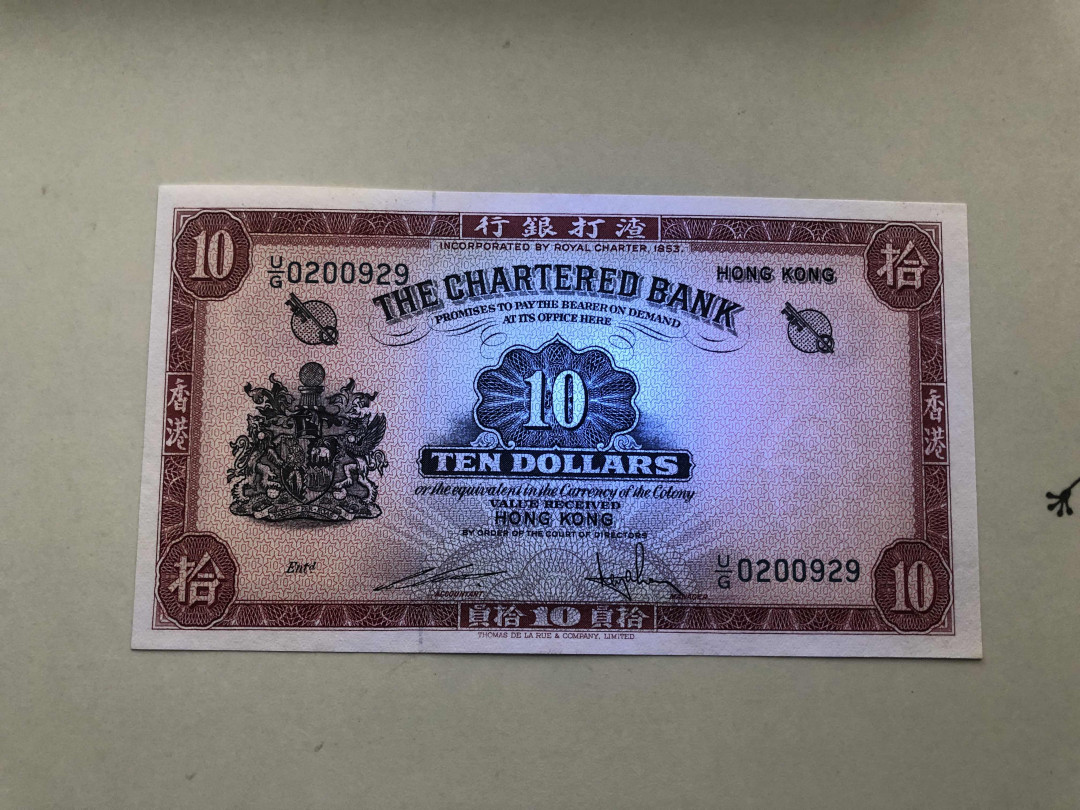 行銀打渣
INCORPORATED BY ROYAL CHARTER, 1853.
10
拾
U/G 0200929
HONG KONG
THE CHARTERED BANK
PROMISES TO PAY THE BEARER ON DEMAND
AT ITS OFFICE HERE
10
香港
香港
TEN DOLLARS
or the equivalent in the Currency of the Colony
VALUE RECEIVED
HONG KONG
BY ORDER OF THE COURT OF DIRECTORS
Entd
U/G 0200929
拾
10
ACCOUNTANT
MANAGER
員拾 10 員拾
THOMAS DE LA RUE & COMPANY, LIMITED